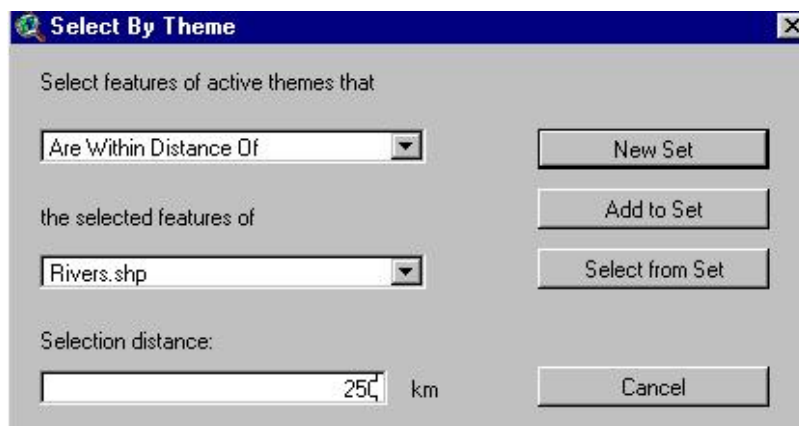 Select By Theme
Select features of active themes that
Are Within Distance Of
New Set
Add to Set
the selected features of
Rivers.shp
Select from Set
Selection distance:
250 km
Cancel